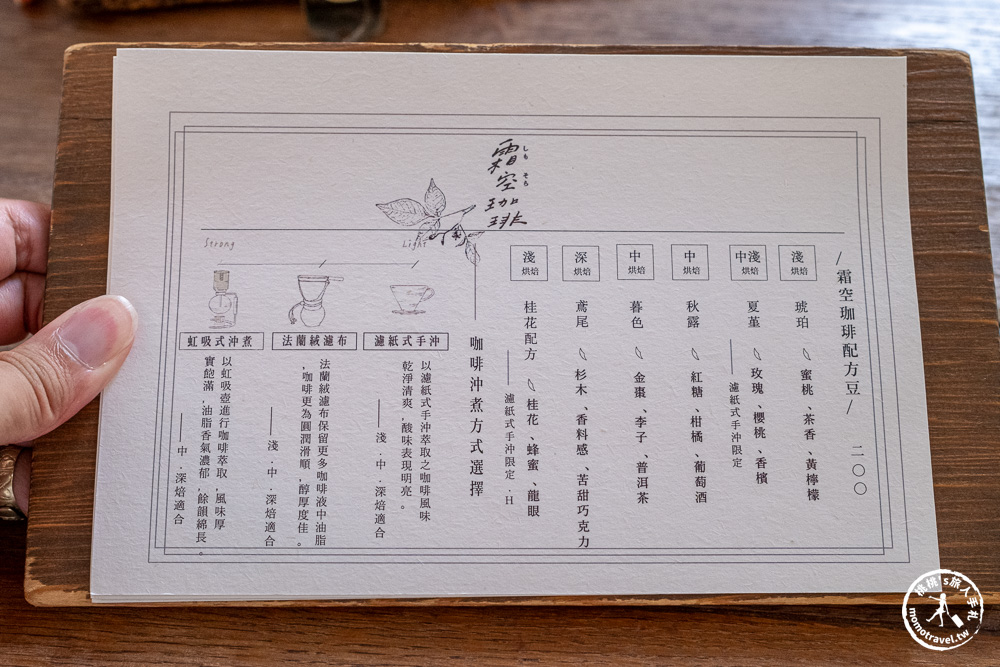 霜空珈琲
しも そら
/霜空珈琲配方豆/ 二〇〇
淺 烘焙
琥珀 蜜桃、茶香、黃檸檬
中淺 烘焙
夏堇 玫瑰、櫻桃、香檳
濾紙式手沖限定
中 烘焙
秋露 紅糖、柑橘、葡萄酒
中 烘焙
暮色 金棗、李子、普洱茶
深 烘焙
鳶尾 杉木、香料感、苦甜巧克力
淺 烘焙
桂花配方 桂花、蜂蜜、龍眼
濾紙式手沖限定.H
咖啡沖煮方式選擇
Light
Strong
濾紙式手沖
以濾紙式手沖萃取之咖啡風味
乾淨清爽,酸味表現明亮。
淺.中.深焙適合
法蘭絨濾布
法蘭絨濾布保留更多咖啡液中油脂
,咖啡更為圓潤滑順,醇厚度佳。
淺.中.深焙適合
虹吸式沖煮
以虹吸壺進行咖啡萃取,風味厚
實飽滿,油脂香氣濃郁,餘韻綿長。
中.深焙適合
桃桃's旅人手札
momotravel.tw